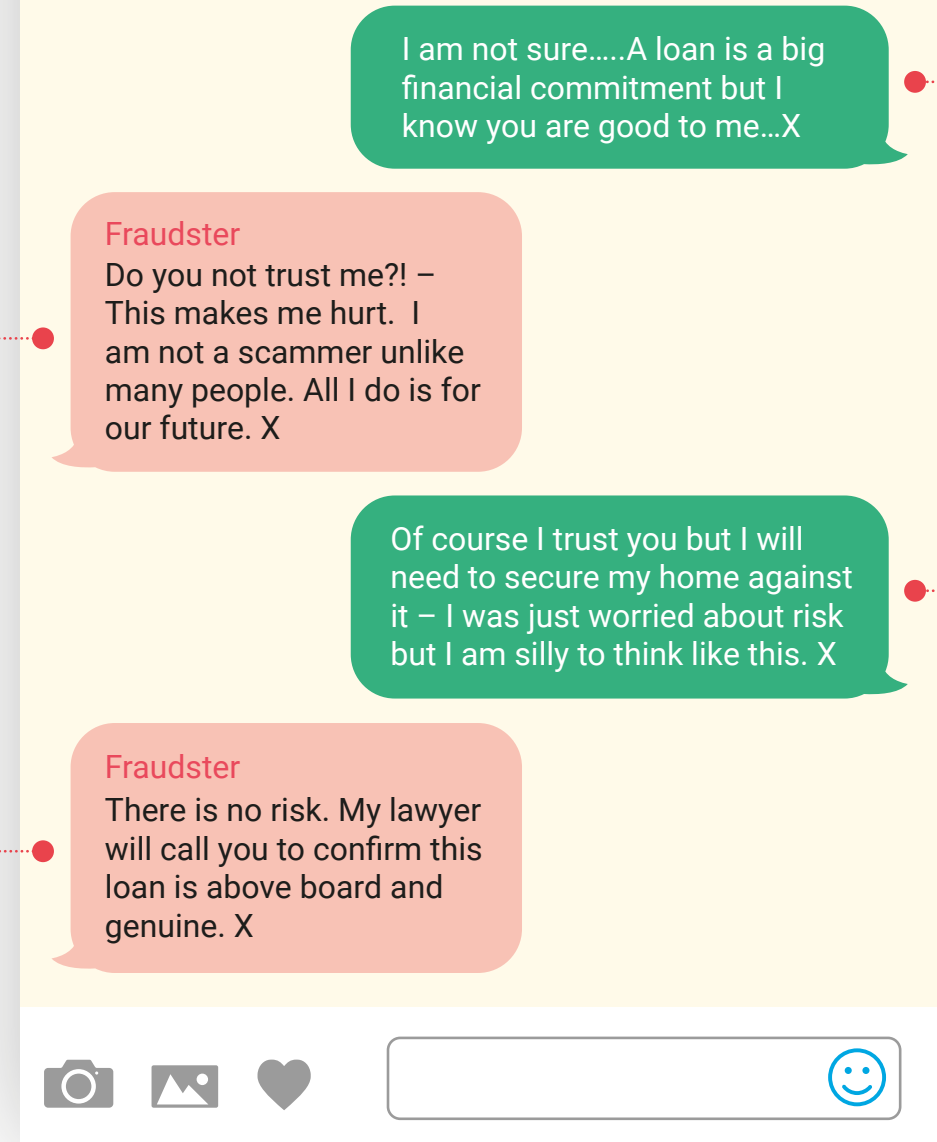 I am not sure.....A loan is a big
financial commitment but I
know you are good to me...X
Fraudster
Do you not trust me?! –
This makes me hurt.  I
am not a scammer unlike
many people. All I do is for
our future. X
Of course I trust you but I will
need to secure my home against
it – I was just worried about risk
but I am silly to think like this. X
Fraudster
There is no risk. My lawyer
will call you to confirm this
loan is above board and
genuine. X